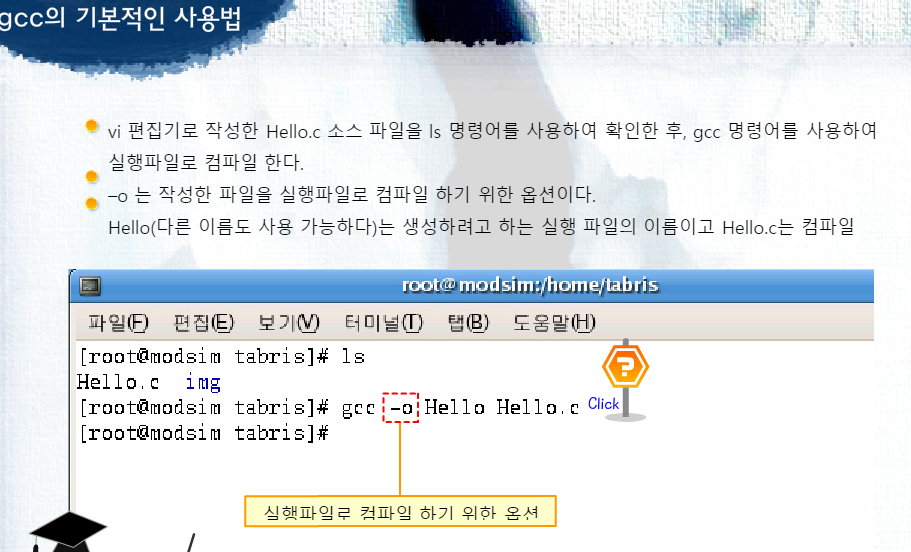 gcc의 기본적인 사용법
vi 편집기로 작성한 Hello.c 소스 파일을 ls 명령어를 사용하여 확인한 후, gcc 명령어를 사용하여
실행파일로 컴파일 한다.
–o 는 작성한 파일을 실행파일로 컴파일 하기 위한 옵션이다.
Hello(다른 이름도 사용 가능하다)는 생성하려고 하는 실행 파일의 이름이고 Hello.c는 컴파일
root@modsim:/home/tabris
파일(F) 편집(E) 보기(V) 터미널(T) 탭(B) 도움말(H)
[root@modsim tabris]# ls
Hello.c img
[root@modsim tabris]# gcc -o Hello Hello.c Click
[root@modsim tabris]#
실행파일로 컴파일 하기 위한 옵션